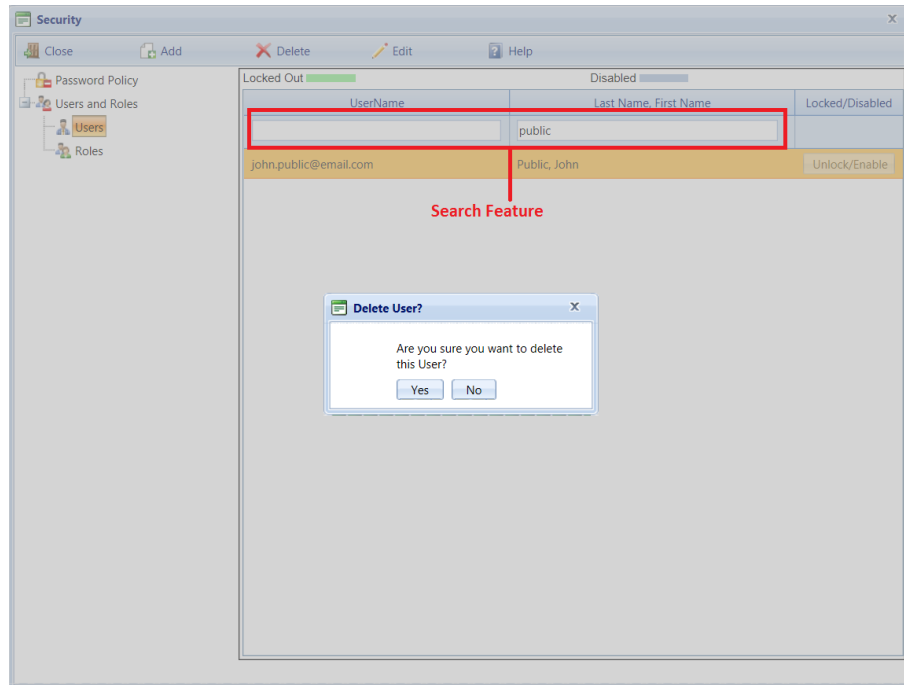 Security
Close Add Delete Edit Help
Password Policy
Users and Roles
Users
Roles
Locked Out Disabled
UserName Last Name, First Name Locked/Disabled
public
john.public@email.com Public, John Unlock/Enable
Search Feature
Delete User?
Are you sure you want to delete
this User?
Yes No